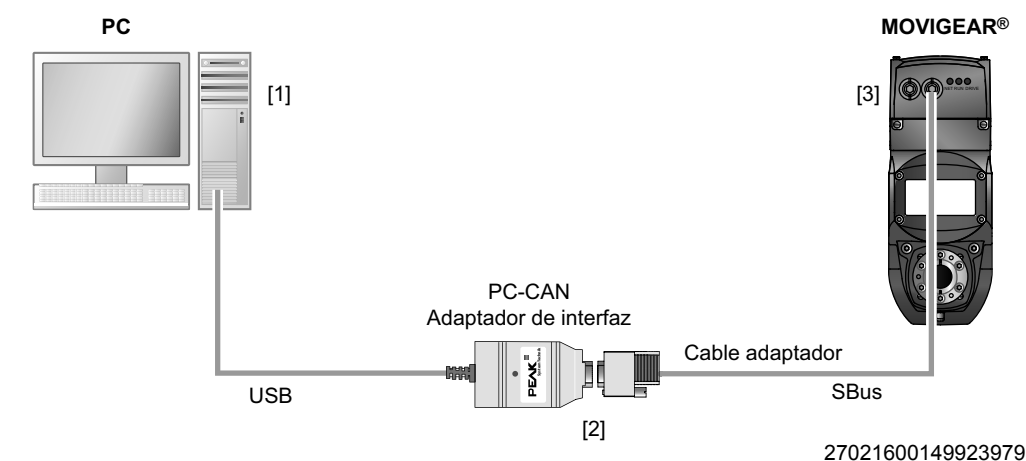 PC
MOVIGEAR®
[1]
[3]
NET RUN DRIVE
PC-CAN
Adaptador de interfaz
PEAK
Cable adaptador
USB
SBus
[2]
27021600149923979